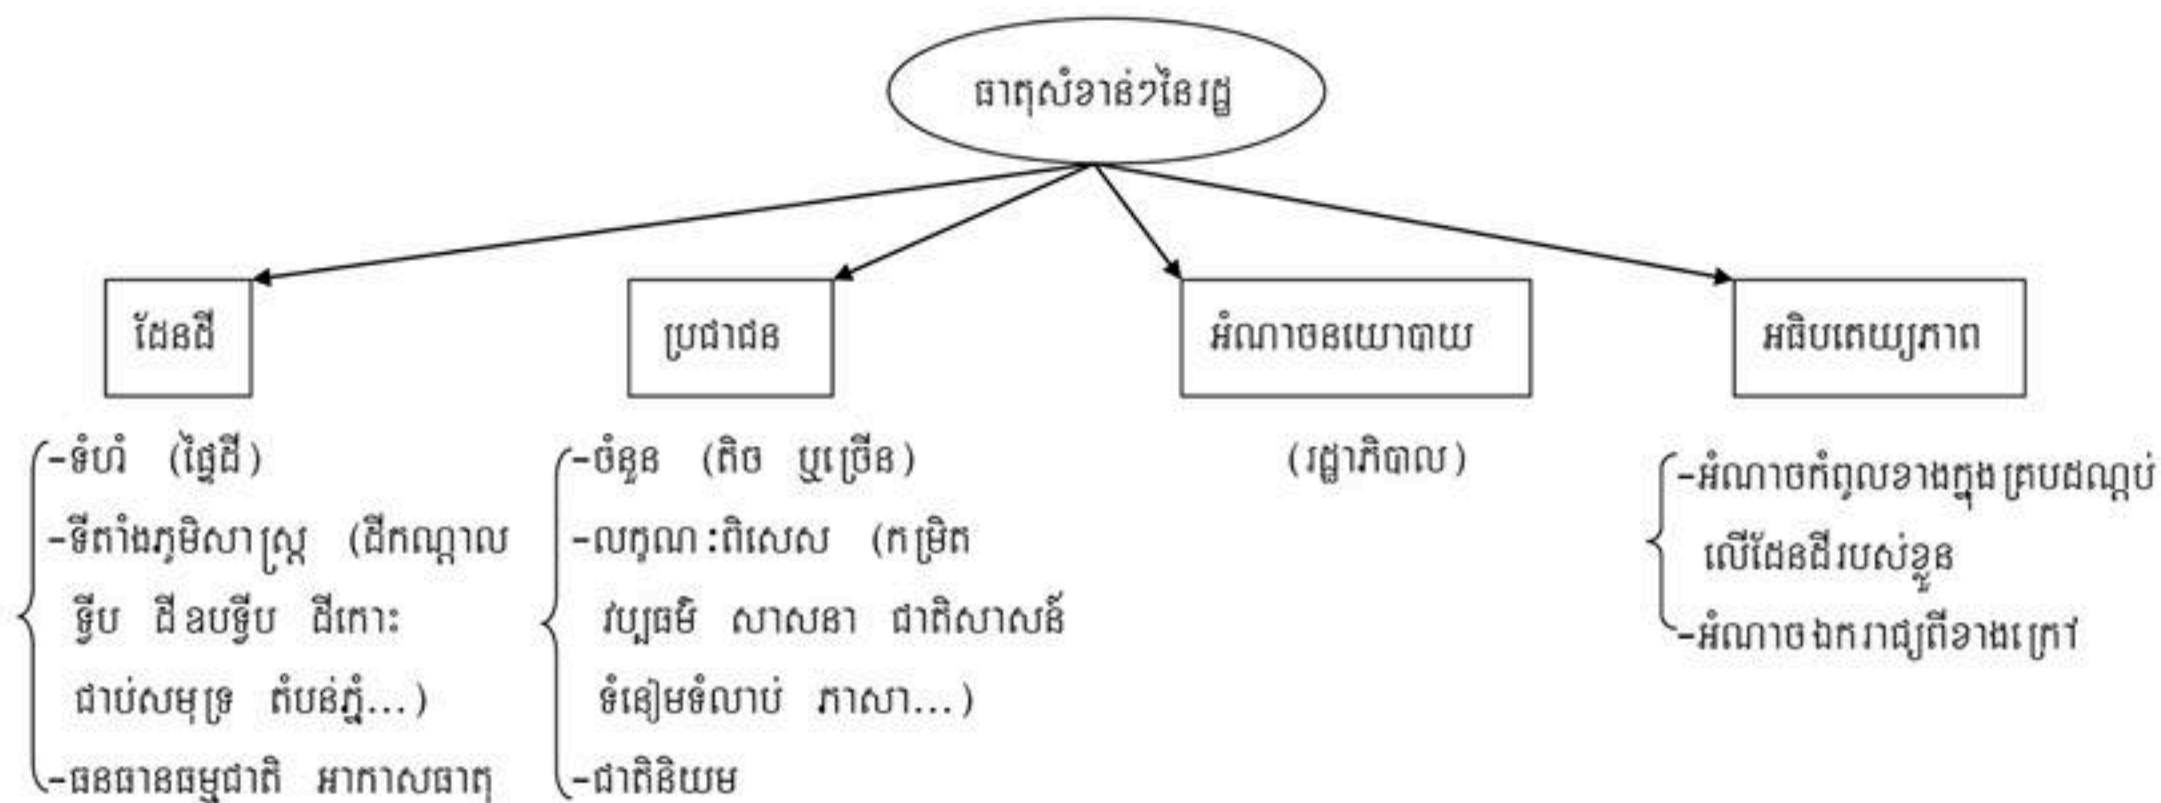 ធាតុសំខាន់ៗនៃរដ្ឋ
ដែនដី
ប្រជាជន
អំណាចនយោបាយ
អធិបតេយ្យភាព
-ទំហំ (ផ្ទៃដី)
-ទីតាំងភូមិសាស្ត្រ (ដីកណ្តាល
ទ្វីប ដីឧបទ្វីប ដីកោះ
ជាប់សមុទ្រ តំបន់ភ្នំ...)
-ធនធានធម្មជាតិ អាកាសធាតុ
-ចំនួន (តិច ឬច្រើន)
-លក្ខណៈពិសេស (កម្រិត
វប្បធម៌ សាសនា ជាតិសាសន៍
ទំនៀមទំលាប់ ភាសា...)
-ជាតិនិយម
(រដ្ឋាភិបាល)
-អំណាចកំពូលខាងក្នុងគ្របដណ្តប់
លើដែនដីរបស់ខ្លួន
-អំណាចឯករាជ្យពីខាងក្រៅ